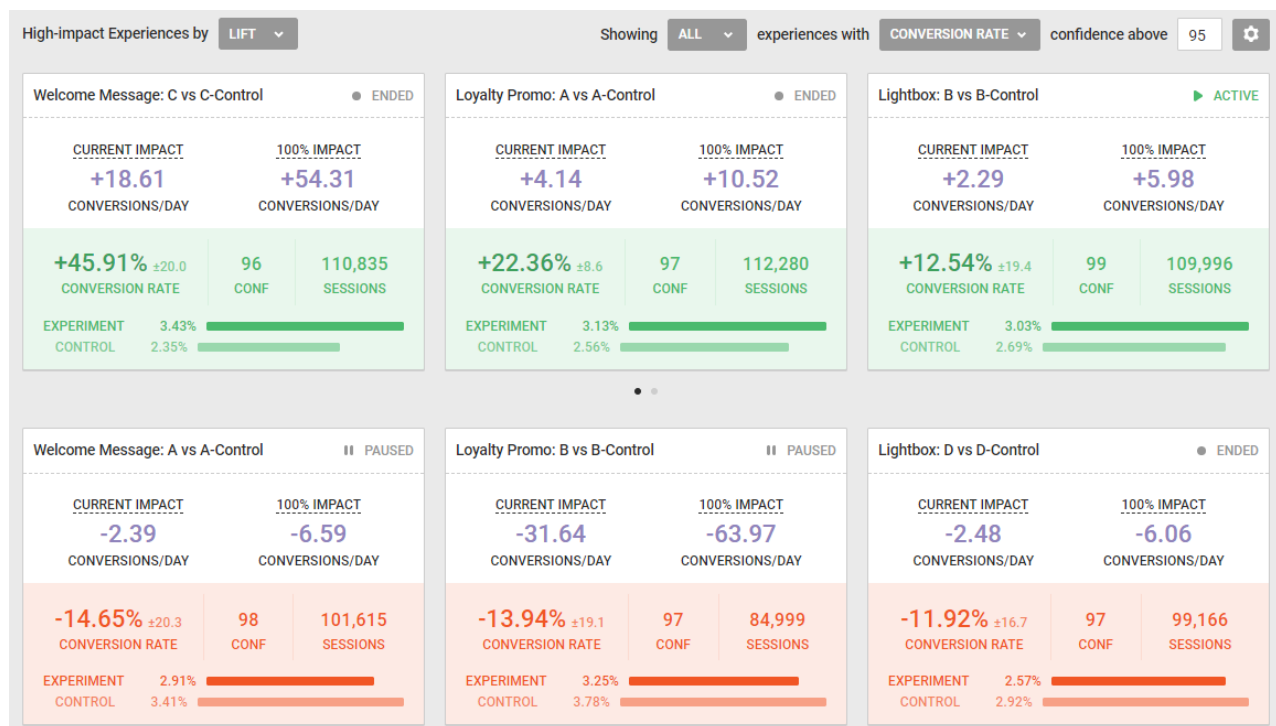 High-impact Experiences by LIFT Showing ALL experiences with CONVERSION RATE confidence above 95
Welcome Message: C vs C-Control ENDED
CURRENT IMPACT 100% IMPACT
+18.61 +54.31
CONVERSIONS/DAY CONVERSIONS/DAY
+45.91% ±20.0 96 110,835
CONVERSION RATE CONF SESSIONS
EXPERIMENT 3.43%
CONTROL 2.35%
Loyalty Promo: A vs A-Control ENDED
CURRENT IMPACT 100% IMPACT
+4.14 +10.52
CONVERSIONS/DAY CONVERSIONS/DAY
+22.36% ±8.6 97 112,280
CONVERSION RATE CONF SESSIONS
EXPERIMENT 3.13%
CONTROL 2.56%
Lightbox: B vs B-Control ACTIVE
CURRENT IMPACT 100% IMPACT
+2.29 +5.98
CONVERSIONS/DAY CONVERSIONS/DAY
+12.54% ±19.4 99 109,996
CONVERSION RATE CONF SESSIONS
EXPERIMENT 3.03%
CONTROL 2.69%
Welcome Message: A vs A-Control PAUSED
CURRENT IMPACT 100% IMPACT
-2.39 -6.59
CONVERSIONS/DAY CONVERSIONS/DAY
-14.65% ±20.3 98 101,615
CONVERSION RATE CONF SESSIONS
EXPERIMENT 2.91%
CONTROL 3.41%
Loyalty Promo: B vs B-Control PAUSED
CURRENT IMPACT 100% IMPACT
-31.64 -63.97
CONVERSIONS/DAY CONVERSIONS/DAY
-13.94% ±19.1 97 84,999
CONVERSION RATE CONF SESSIONS
EXPERIMENT 3.25%
CONTROL 3.78%
Lightbox: D vs D-Control ENDED
CURRENT IMPACT 100% IMPACT
-2.48 -6.06
CONVERSIONS/DAY CONVERSIONS/DAY
-11.92% ±16.7 97 99,166
CONVERSION RATE CONF SESSIONS
EXPERIMENT 2.57%
CONTROL 2.92%